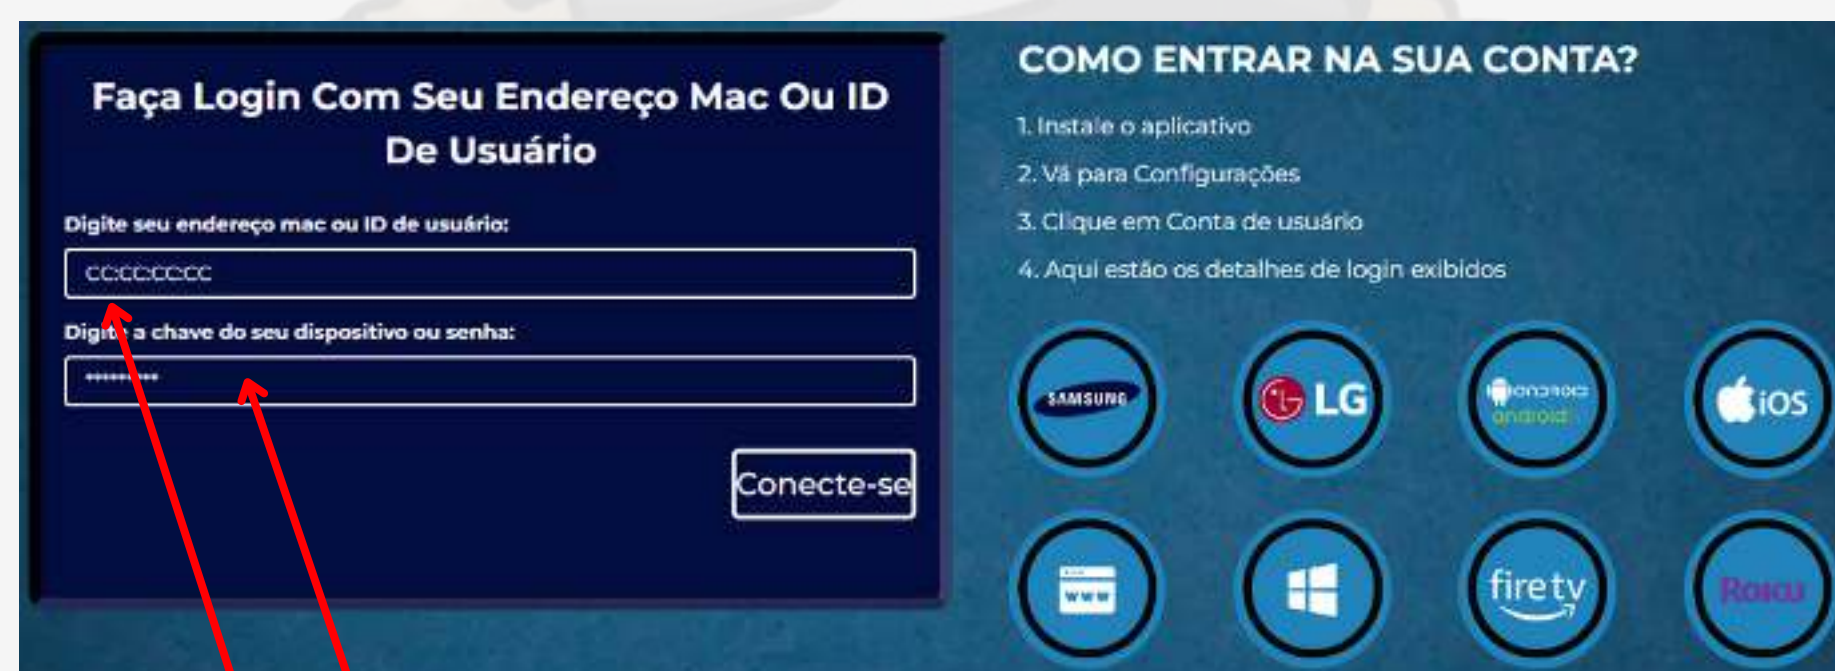 Faça Login Com Seu Endereço Mac Ou ID
De Usuário
Digite seu endereço mac ou ID de usuário:
CC:CC:CC:CC
Digite a chave do seu dispositivo ou senha:
*********
Conecte-se
COMO ENTRAR NA SUA CONTA?
1. Instale o aplicativo
2. Vá para Configurações
3. Clique em Conta de usuário
4. Aqui estão os detalhes de login exibidos
SAMSUNG
LG
android
iOS
www
fire tv
Roku